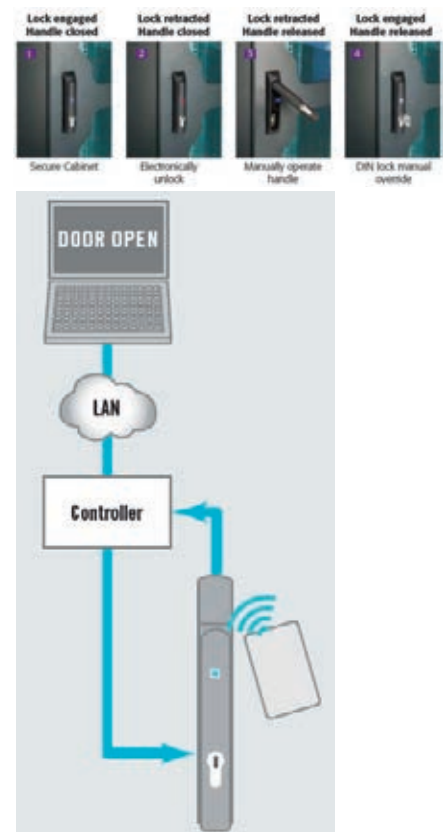 Lock engaged
Handle closed
Lock retracted
Handle closed
Lock retracted
Handle released
Lock engaged
Handle released
1
2
3
4
Secure Cabinet
Electronically
unlock
Manually operate
handle
DIN lock manual
override
DOOR OPEN
LAN
Controller